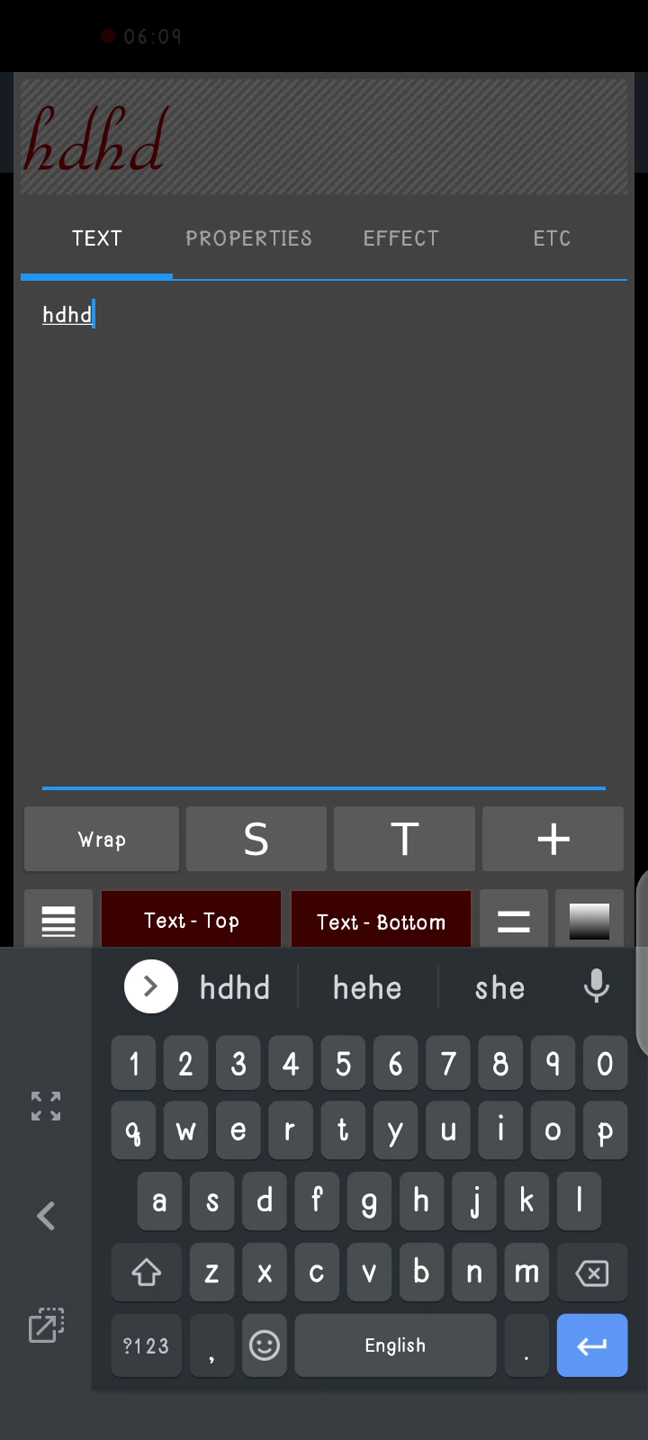 06:09
hdhd
TEXT PROPERTIES EFFECT ETC
hdhd
Wrap S T +
Text - Top Text - Bottom
hdhd hehe she
1 2 3 4 5 6 7 8 9 0
q w e r t y u i o p
a s d f g h j k l
z x c v b n m
?123 , English .